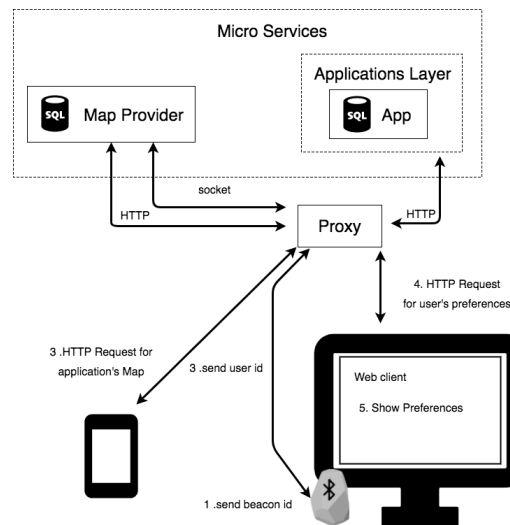 Micro Services
Applications Layer
SQL Map Provider
SQL App
socket
HTTP
HTTP
Proxy
4. HTTP Request
for user's preferences
3 .HTTP Request for
application's Map
3 .send user id
Web client
5. Show Preferences
1 .send beacon id